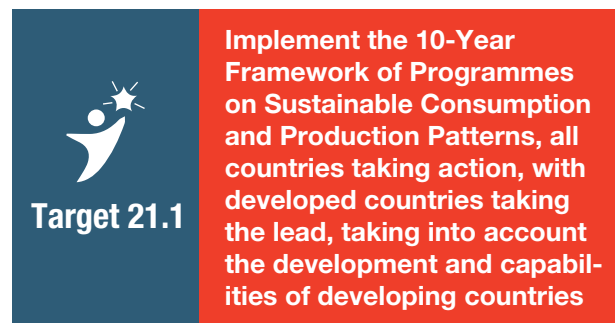 Target 21.1
Implement the 10-Year
Framework of Programmes
on Sustainable Consumption
and Production Patterns, all
countries taking action, with
developed countries taking
the lead, taking into account
the development and capabil-
ities of developing countries